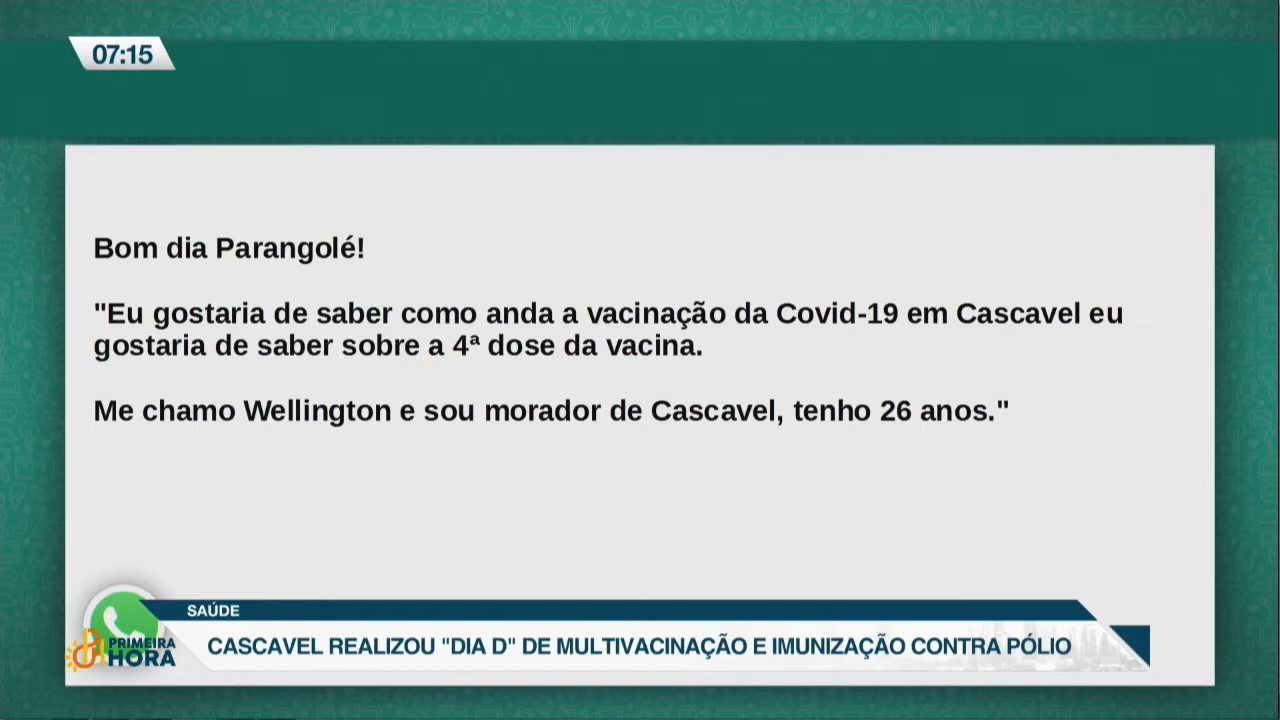 07:15
Bom dia Parangolé!
"Eu gostaria de saber como anda a vacinação da Covid-19 em Cascavel eu
gostaria de saber sobre a 4ª dose da vacina.
Me chamo Wellington e sou morador de Cascavel, tenho 26 anos."
SAÚDE
PRIMEIRA
HORA
CASCAVEL REALIZOU "DIA D" DE MULTIVACINAÇÃO E IMUNIZAÇÃO CONTRA PÓLIO